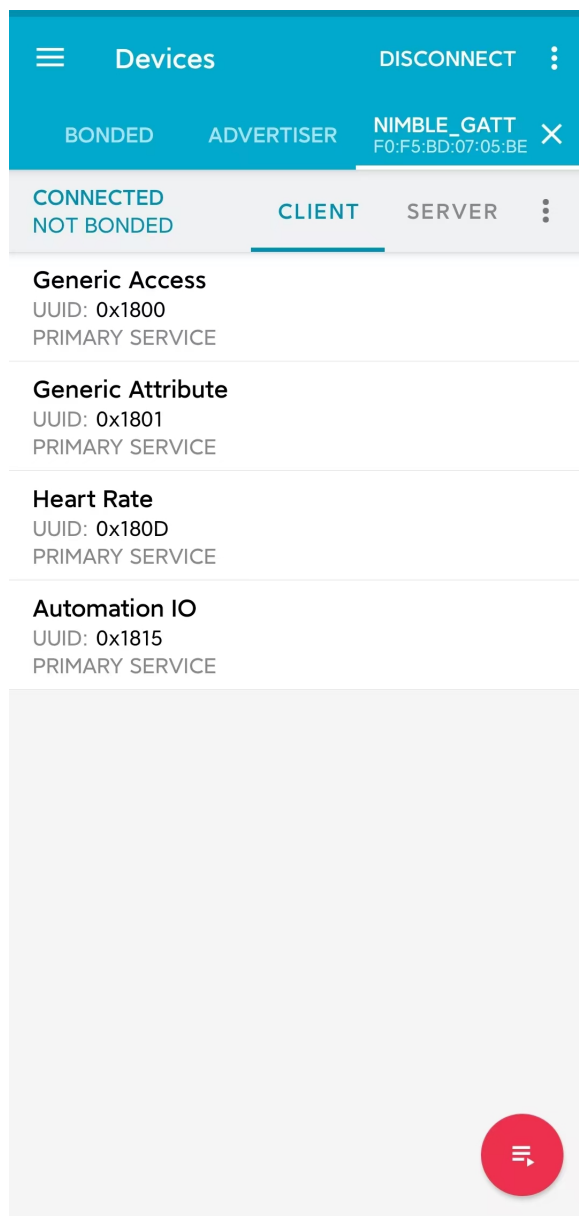 Devices DISCONNECT
BONDED ADVERTISER NIMBLE_GATT
F0:F5:BD:07:05:BE
CONNECTED
NOT BONDED
CLIENT SERVER
Generic Access
UUID: 0x1800
PRIMARY SERVICE
Generic Attribute
UUID: 0x1801
PRIMARY SERVICE
Heart Rate
UUID: 0x180D
PRIMARY SERVICE
Automation IO
UUID: 0x1815
PRIMARY SERVICE